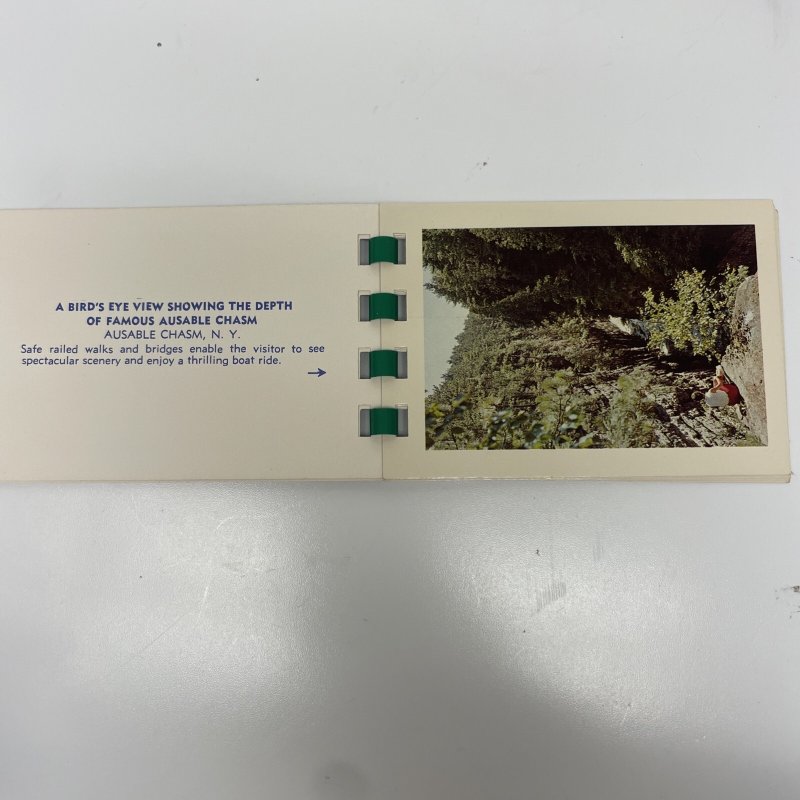 A BIRD'S EYE VIEW SHOWING THE DEPTH
OF FAMOUS AUSABLE CHASM
AUSABLE CHASM, N. Y.
Safe railed walks and bridges enable the visitor to see
spectacular scenery and enjoy a thrilling boat ride.